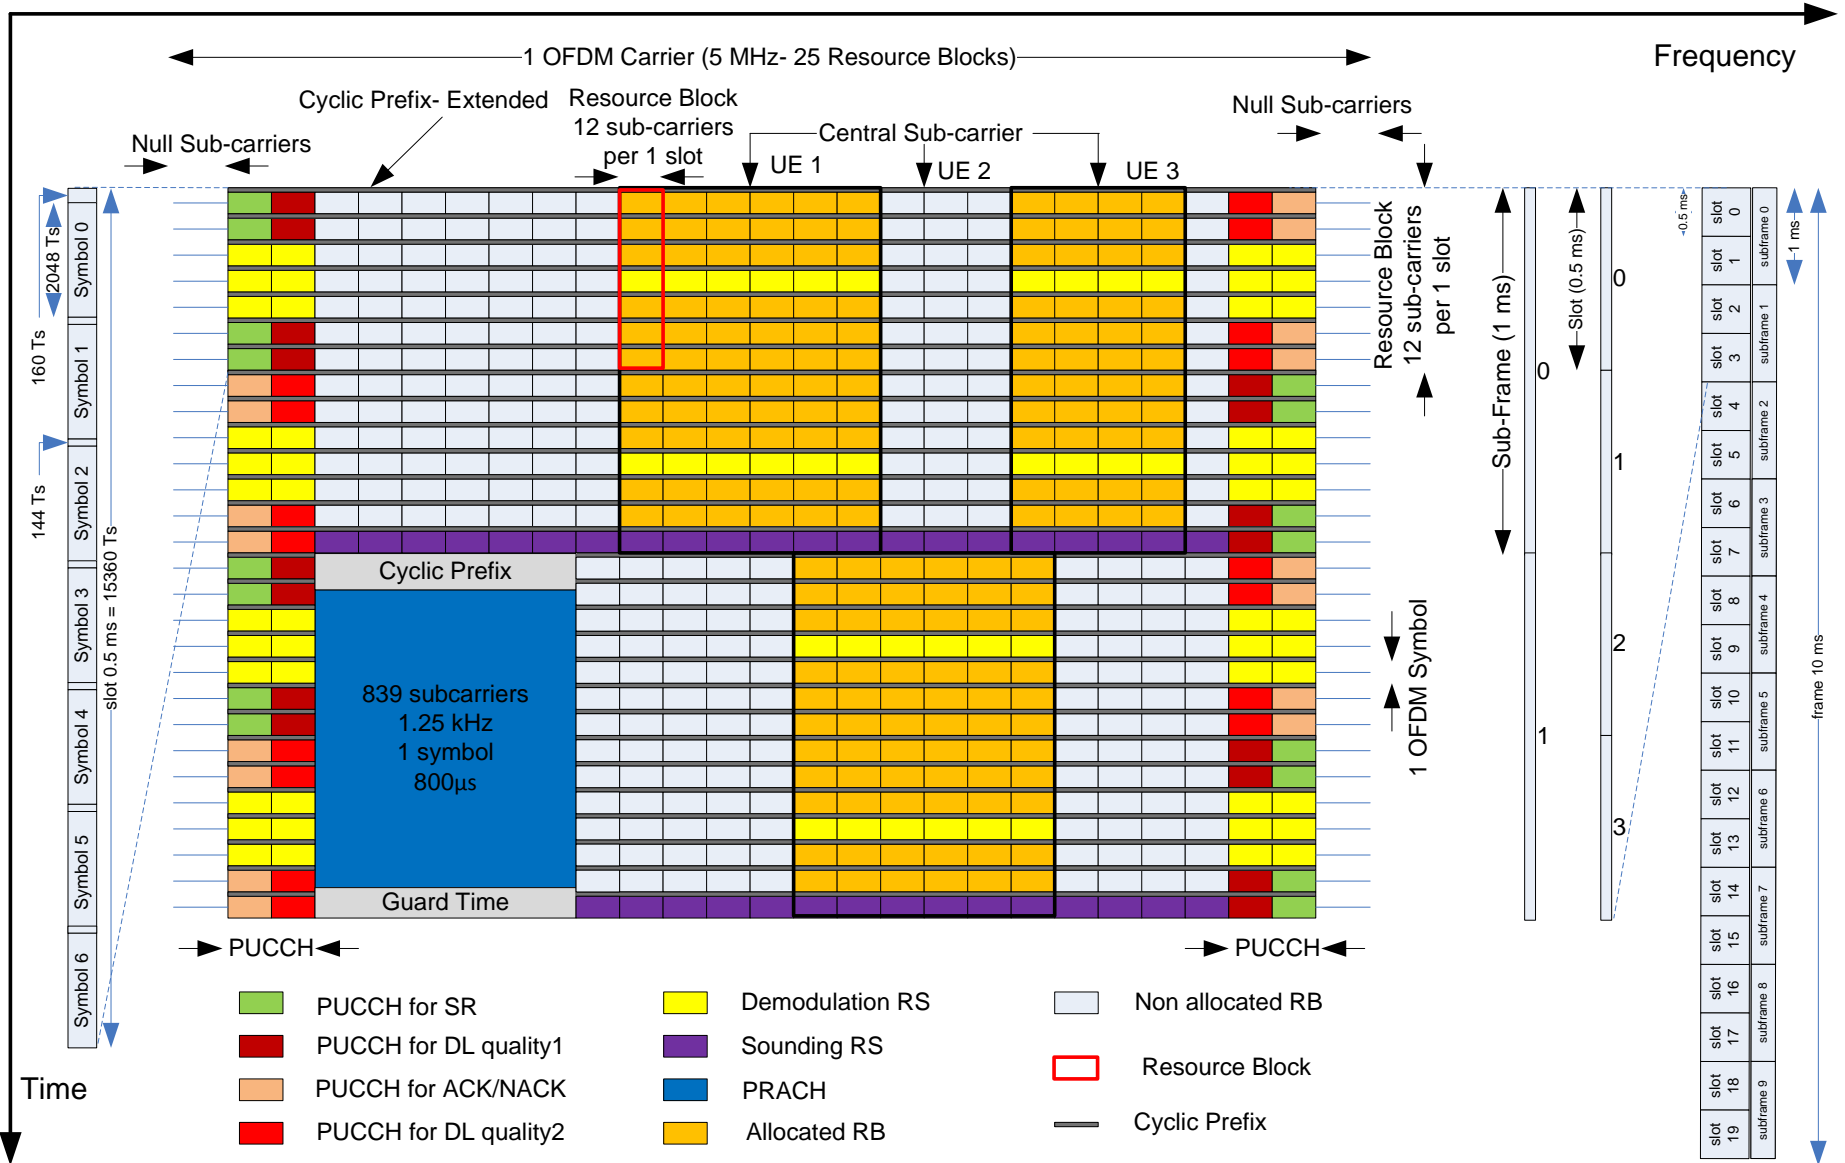 Frequency
1 OFDM Carrier (5 MHz- 25 Resource Blocks)
Cyclic Prefix- Extended
Resource Block
12 sub-carriers
per 1 slot
Central Sub-carrier
Null Sub-carriers
Null Sub-carriers
UE 1
UE 2
UE 3
160 Ts
2048 Ts
144 Ts
slot 0.5 ms = 15360 Ts
Symbol 0
Symbol 1
Symbol 2
Symbol 3
Symbol 4
Symbol 5
Symbol 6
Resource Block
12 sub-carriers
per 1 slot
1 OFDM Symbol
Sub-Frame (1 ms)
Slot (0.5 ms)
0
1
0
1
2
3
0.5 ms
1 ms
frame 10 ms
slot 0
slot 1
slot 2
slot 3
slot 4
slot 5
slot 6
slot 7
slot 8
slot 9
slot 10
slot 11
slot 12
slot 13
slot 14
slot 15
slot 16
slot 17
slot 18
slot 19
subframe 0
subframe 1
subframe 2
subframe 3
subframe 4
subframe 5
subframe 6
subframe 7
subframe 8
subframe 9
Cyclic Prefix
839 subcarriers
1.25 kHz
1 symbol
800µs
Guard Time
PUCCH
PUCCH
Time
PUCCH for SR
PUCCH for DL quality1
PUCCH for ACK/NACK
PUCCH for DL quality2
Demodulation RS
Sounding RS
PRACH
Allocated RB
Non allocated RB
Resource Block
Cyclic Prefix